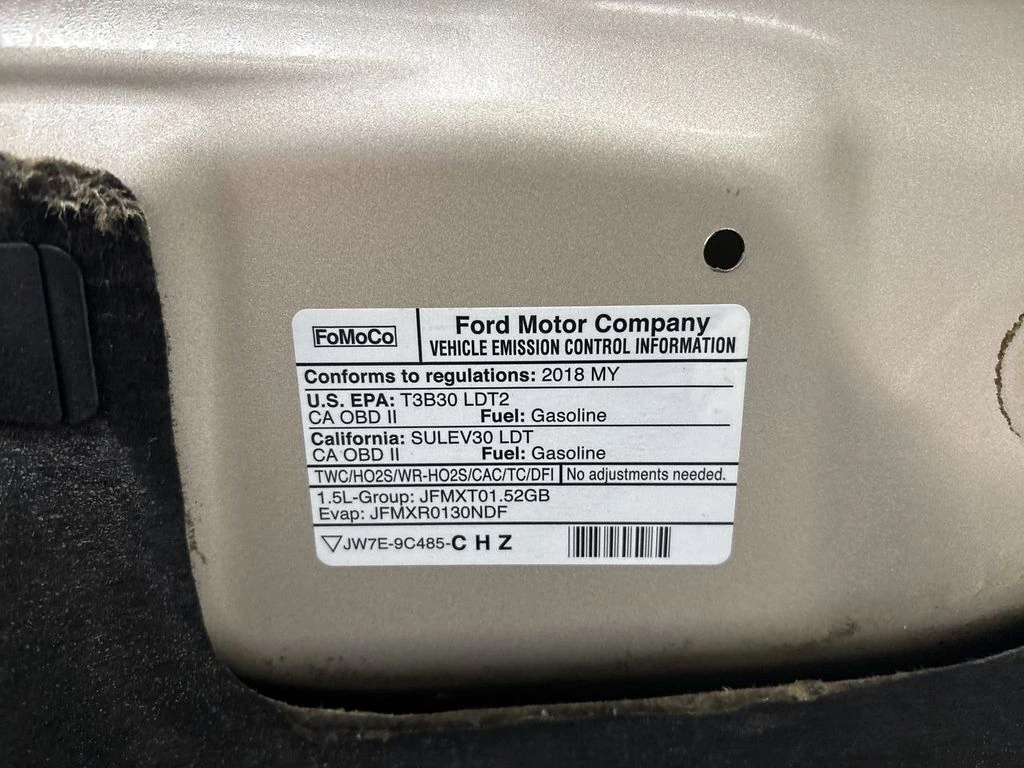 FoMoCo
Ford Motor Company
VEHICLE EMISSION CONTROL INFORMATION
Conforms to regulations: 2018 MY
U.S. EPA: T3B30 LDT2
CA OBD II Fuel: Gasoline
California: SULEV30 LDT
CA OBD II Fuel: Gasoline
TWC/HO2S/WR-HO2S/CAC/TC/DFI No adjustments needed.
1.5L-Group: JFMXT01.52GB
Evap: JFMXR0130NDF
JW7E-9C485-C H Z